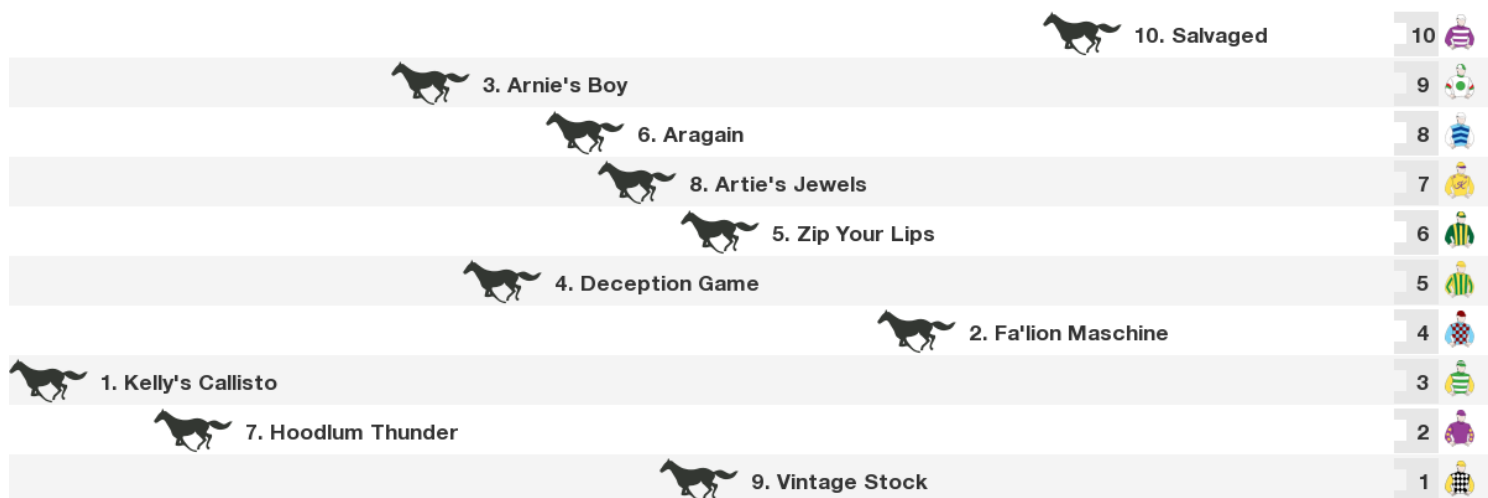 10. Salvaged 10
3. Arnie's Boy 9
6. Aragain 8
8. Artie's Jewels 7
5. Zip Your Lips 6
4. Deception Game 5
2. Fa'lion Maschine 4
1. Kelly's Callisto 3
7. Hoodlum Thunder 2
9. Vintage Stock 1